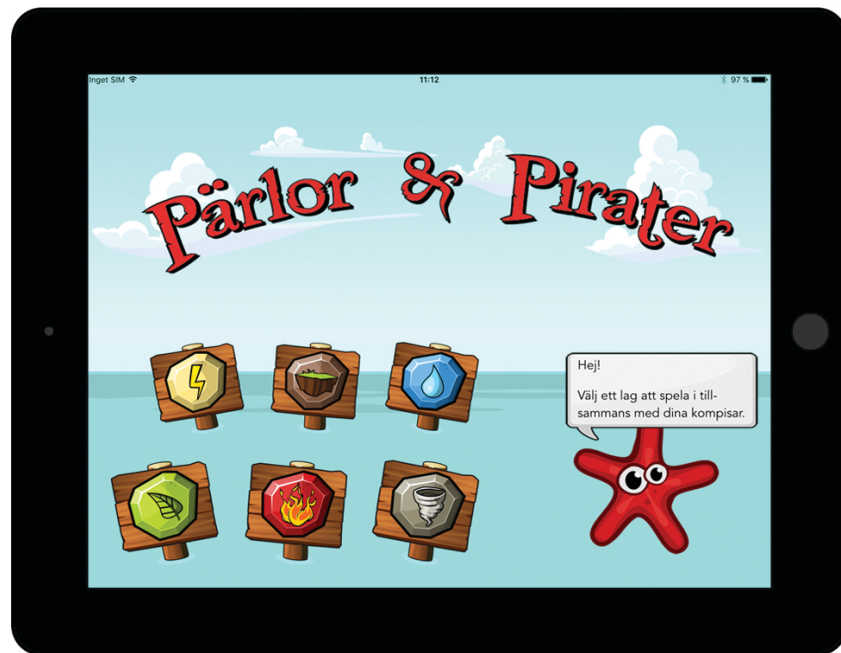 Inget SIM 11:12 97 %
Pärlor & Pirater
Hej!
Välj ett lag att spela i till-
sammans med dina kompisar.